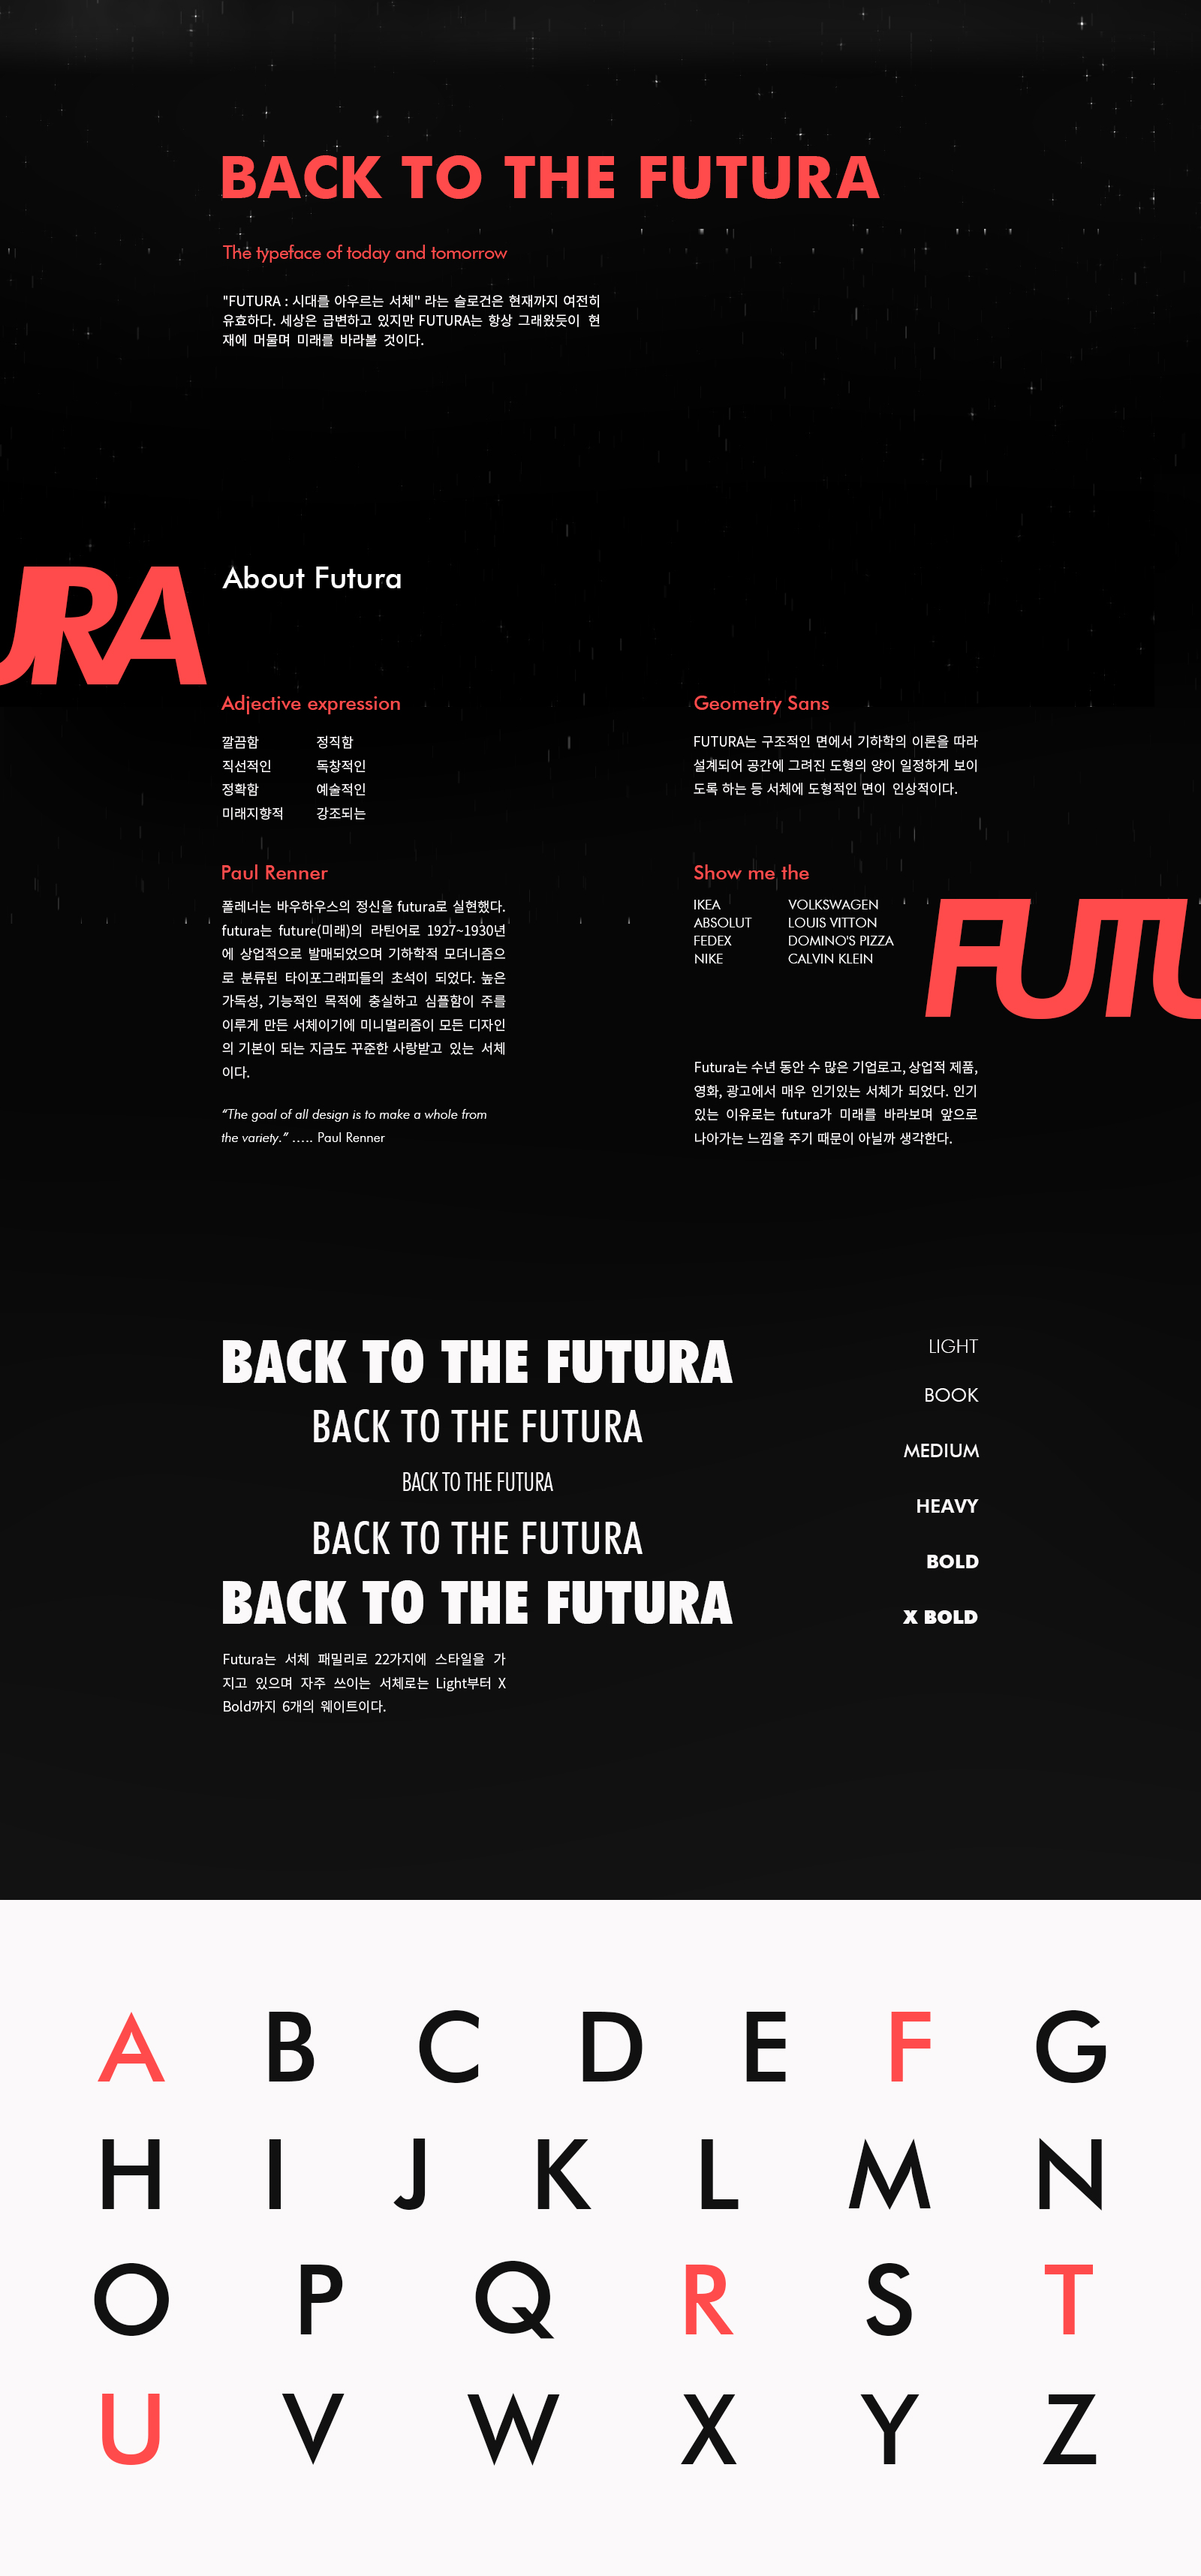 BACK TO THE FUTURA
The typeface of today and tomorrow
"FUTURA : 시대를 아우르는 서체" 라는 슬로건은 현재까지 여전히
유효하다. 세상은 급변하고 있지만 FUTURA는 항상 그래왔듯이 현
재에 머물며 미래를 바라볼 것이다.
URA
About Futura
Adjective expression
깔끔함 정직함
직선적인 독창적인
정확함 예술적인
미래지향적 강조되는
Geometry Sans
FUTURA는 구조적인 면에서 기하학의 이론을 따라
설계되어 공간에 그려진 도형의 양이 일정하게 보이
도록 하는 등 서체에 도형적인 면이 인상적이다.
Paul Renner
폴레너는 바우하우스의 정신을 futura로 실현했다.
futura는 future(미래)의 라틴어로 1927~1930년
에 상업적으로 발매되었으며 기하학적 모더니즘으
로 분류된 타이포그래피들의 초석이 되었다. 높은
가독성, 기능적인 목적에 충실하고 심플함이 주를
이루게 만든 서체이기에 미니멀리즘이 모든 디자인
의 기본이 되는 지금도 꾸준한 사랑받고 있는 서체
이다.
“The goal of all design is to make a whole from
the variety.” ..... Paul Renner
Show me the
IKEA VOLKSWAGEN
ABSOLUT LOUIS VITTON
FEDEX DOMINO'S PIZZA
NIKE CALVIN KLEIN
FUTU
Futura는 수년 동안 수 많은 기업로고, 상업적 제품,
영화, 광고에서 매우 인기있는 서체가 되었다. 인기
있는 이유로는 futura가 미래를 바라보며 앞으로
나아가는 느낌을 주기 때문이 아닐까 생각한다.
BACK TO THE FUTURA
BACK TO THE FUTURA
BACK TO THE FUTURA
BACK TO THE FUTURA
BACK TO THE FUTURA
LIGHT
BOOK
MEDIUM
HEAVY
BOLD
X BOLD
Futura는 서체 패밀리로 22가지에 스타일을 가
지고 있으며 자주 쓰이는 서체로는 Light부터 X
Bold까지 6개의 웨이트이다.
A B C D E F G
H I J K L M N
O P Q R S T
U V W X Y Z